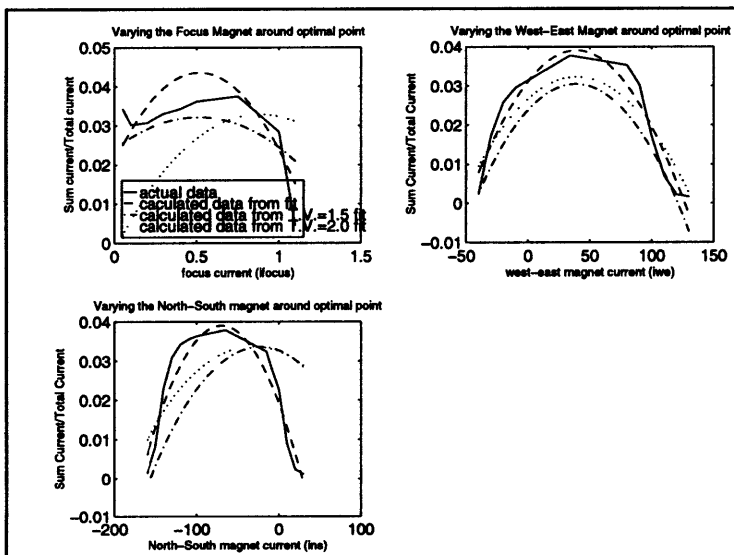 Varying the Focus Magnet around optimal point
0.05
0.04
0.03
0.02
0.01
0
Sum current/Total current
actual data
caculated data from fit
calculated data from T.V.=1.5 fit
calculated data from T.V.=2.0 fit
0 0.5 1 1.5
focus current (ifocus)
Varying the West-East Magnet around optimal point
0.04
0.03
0.02
0.01
0
-0.01
Sum Current/Total current
-50 0 50 100 150
west-east magnet current (iwe)
Varying the North-South magnet around optimal point
0.04
0.03
0.02
0.01
0
-0.01
Sum Current/Total Current
-200 -100 0 100
North-South magnet current (ins)